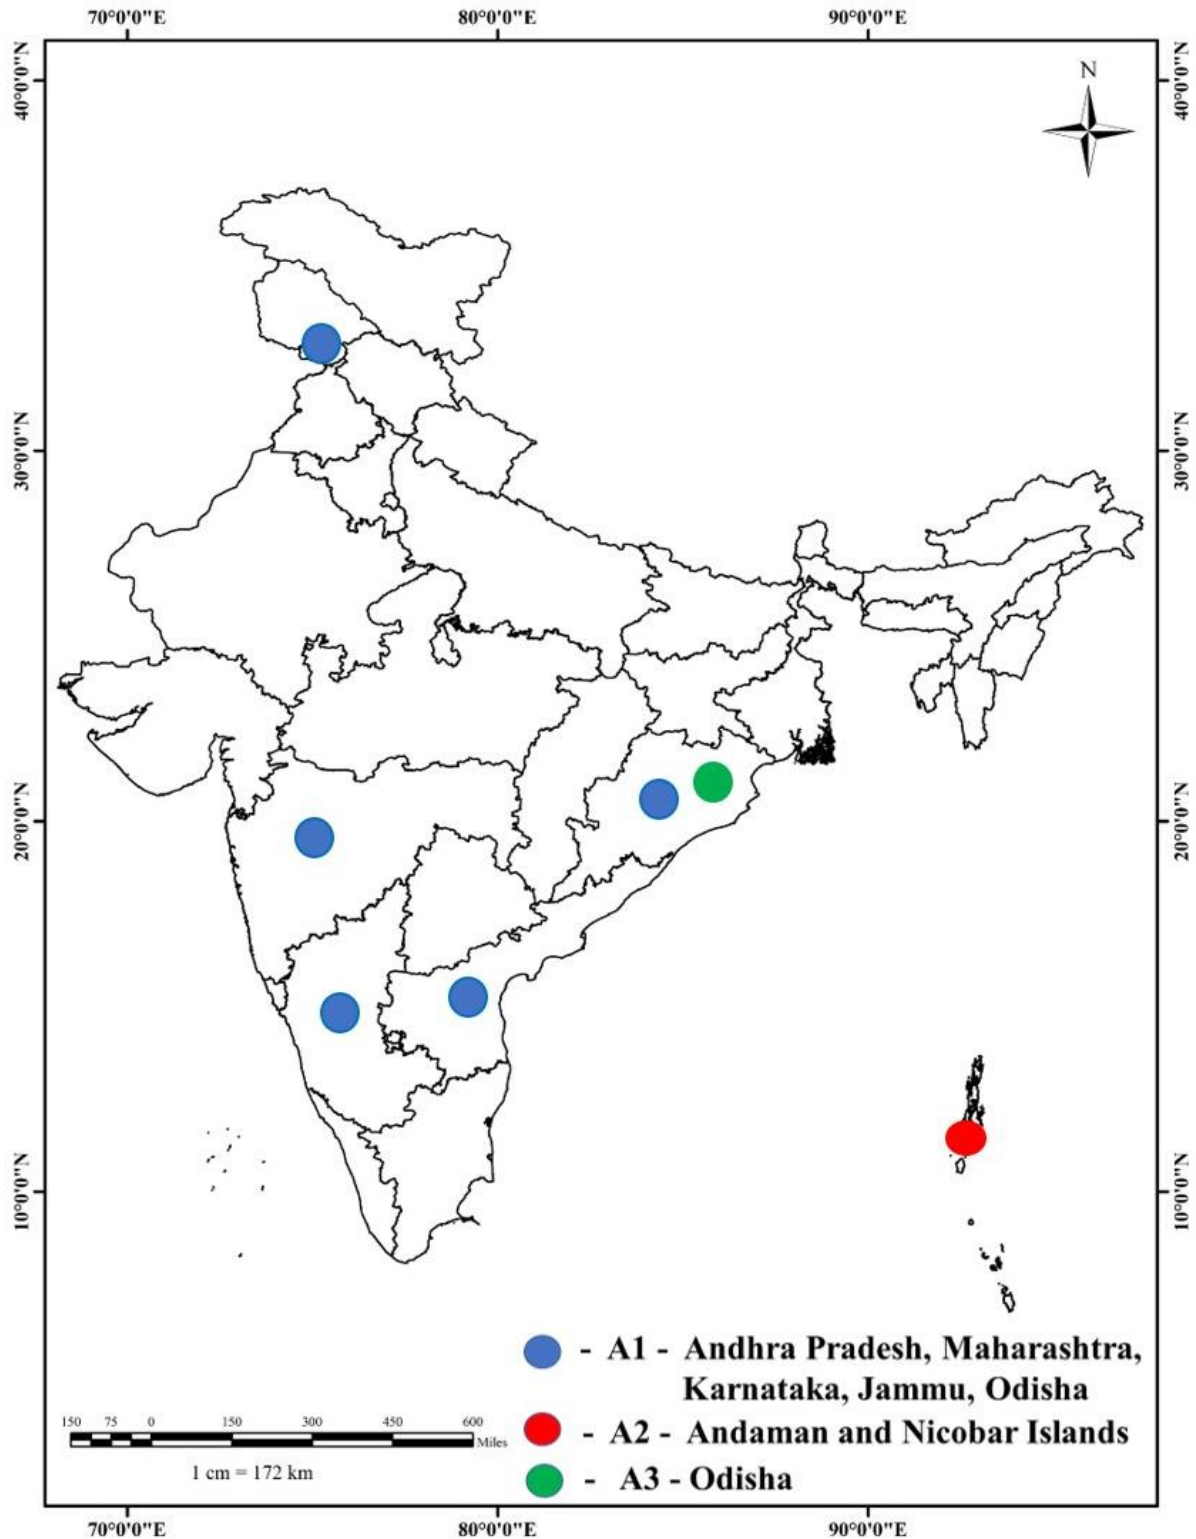 70°0'0"E 80°0'0"E 90°0'0"E
N
40°0'0"N 40°0'0"N
30°0'0"N 30°0'0"N
20°0'0"N 20°0'0"N
10°0'0"N 10°0'0"N
- A1 - Andhra Pradesh, Maharashtra,
Karnataka, Jammu, Odisha
- A2 - Andaman and Nicobar Islands
- A3 - Odisha
150 75 0 150 300 450 600
Miles
1 cm = 172 km
70°0'0"E 80°0'0"E 90°0'0"E